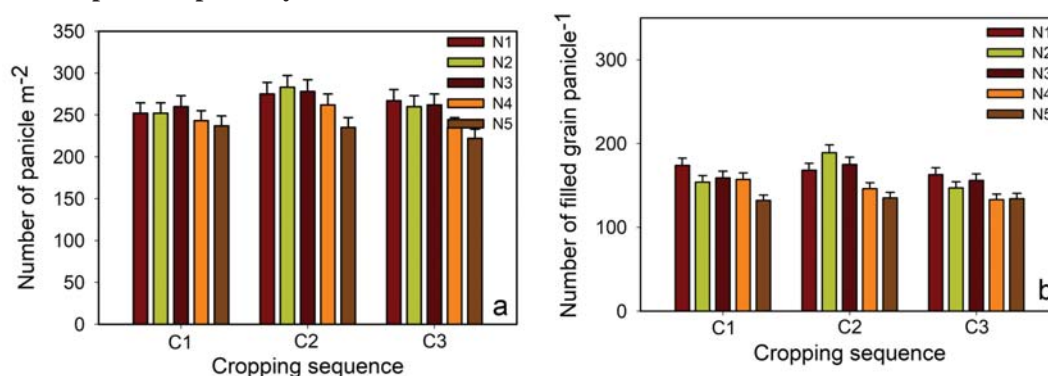 350
300
250
200
150
100
50
0
Number of panicle m-2
N1
N2
N3
N4
N5
a
C1 C2 C3
Cropping sequence
300
200
100
0
Number of filled grain panicle-1
N1
N2
N3
N4
N5
b
C1 C2 C3
Cropping sequence